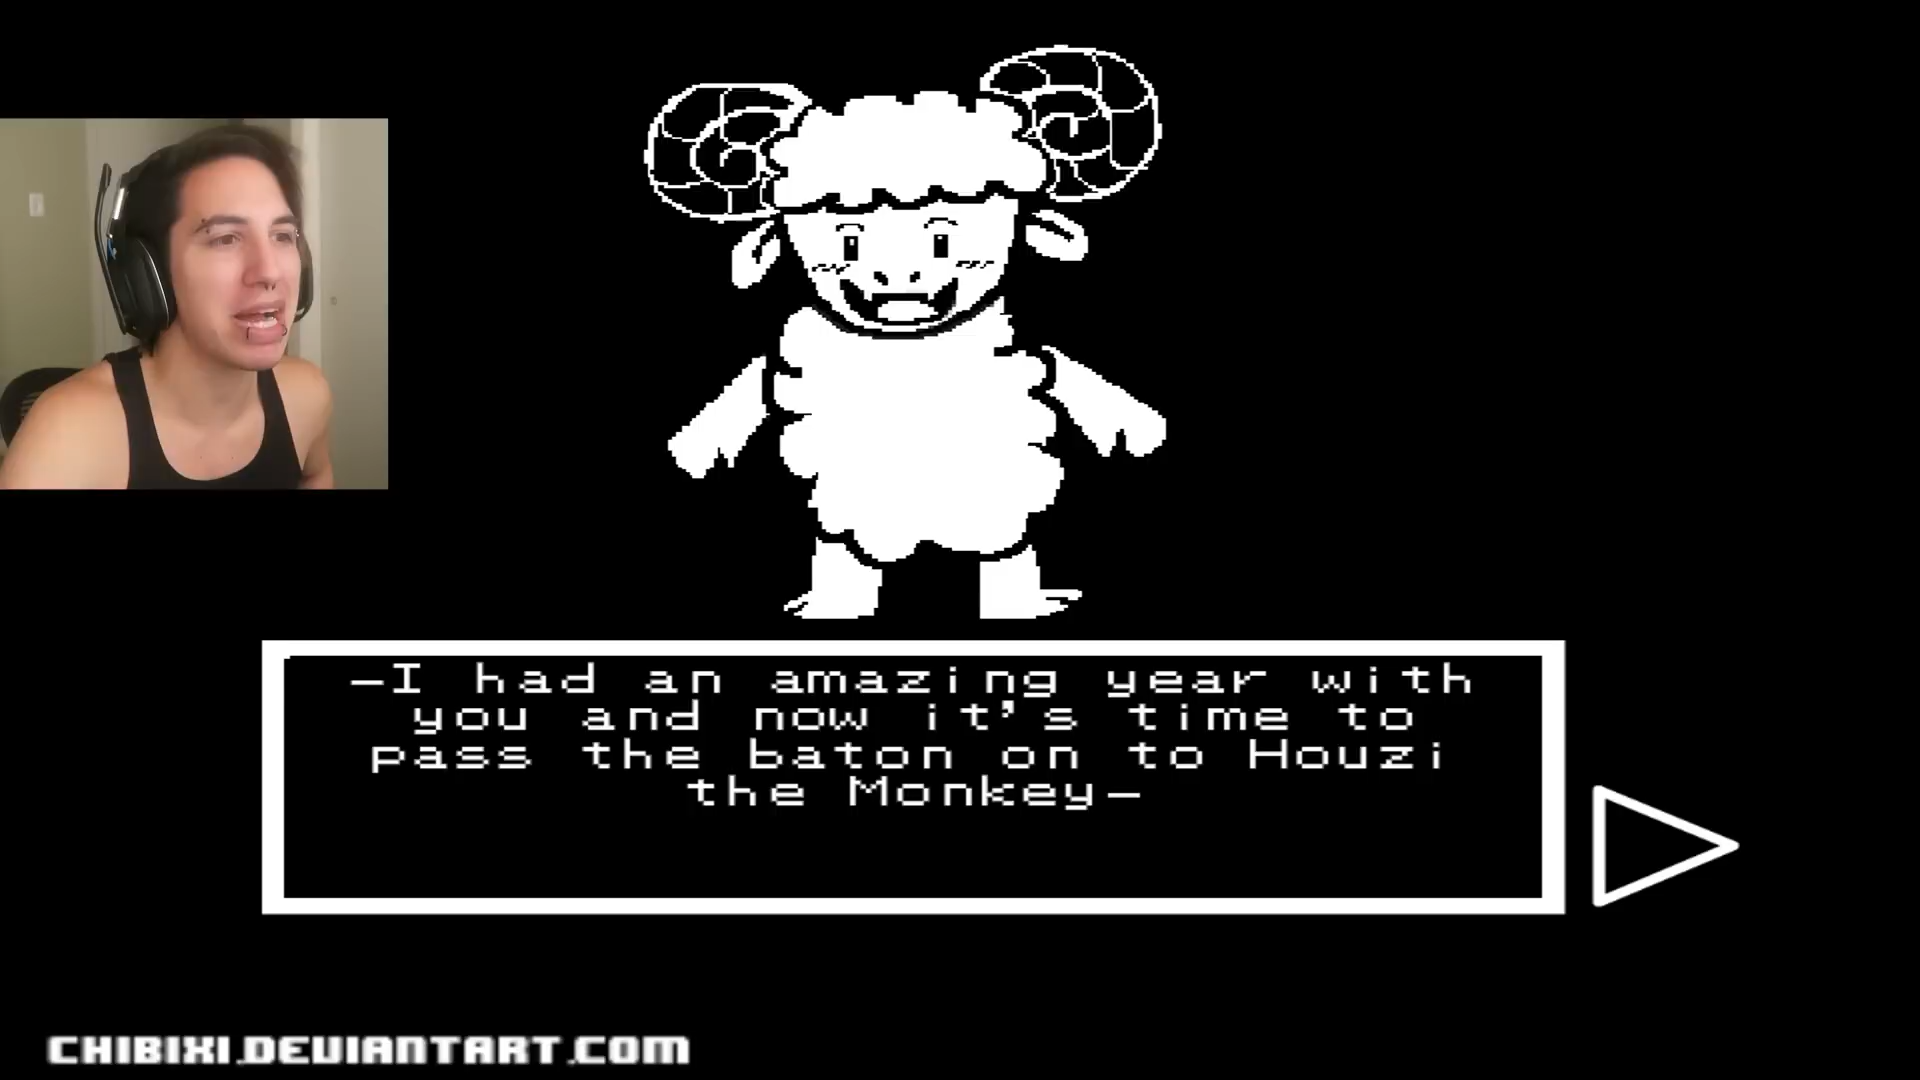 -I had an amazing year with
you and now it's time to
pass the baton on to Houzi
the Monkey-
CHIBIXI.DEVIANTART.COM